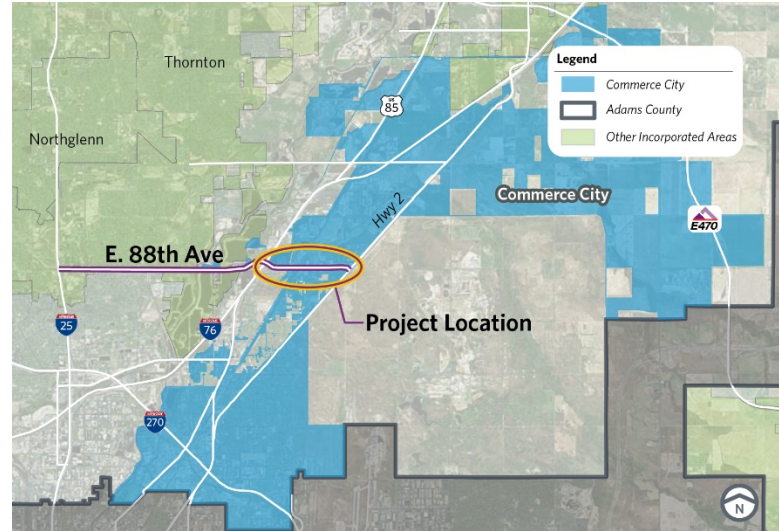 Thornton
Northglenn
US
85
Legend
Commerce City
Adams County
Other Incorporated Areas
Hwy 2
Commerce City
E470
E. 88th Ave
Project Location
25
76
270
N